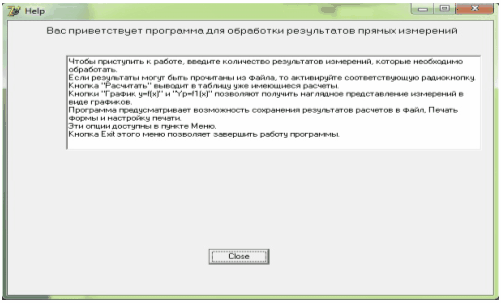 Help
Вас приветствует программа для обработки результатов прямых измерений
Чтобы приступить к работе, введите количество результатов измерений, которые необходимо
обработать.
Если результаты могут быть прочитаны из Файла, то активируйте соответствующую радиокнопку.
Кнопка "Расчитать" выводит в таблицу уже имеющиеся расчеты.
Кнопки "График y=f(x)" и "Yp=f1(x)" позволяют получить наглядное представление измерений в
виде графиков.
Программа предусматривает возможность сохранения результатов расчетов в Файл, Печать
Формы и настройку печати.
Эти опции доступны в пункте Меню.
Кнопка Exit этого меню позволяет завершить работу программы.
Close